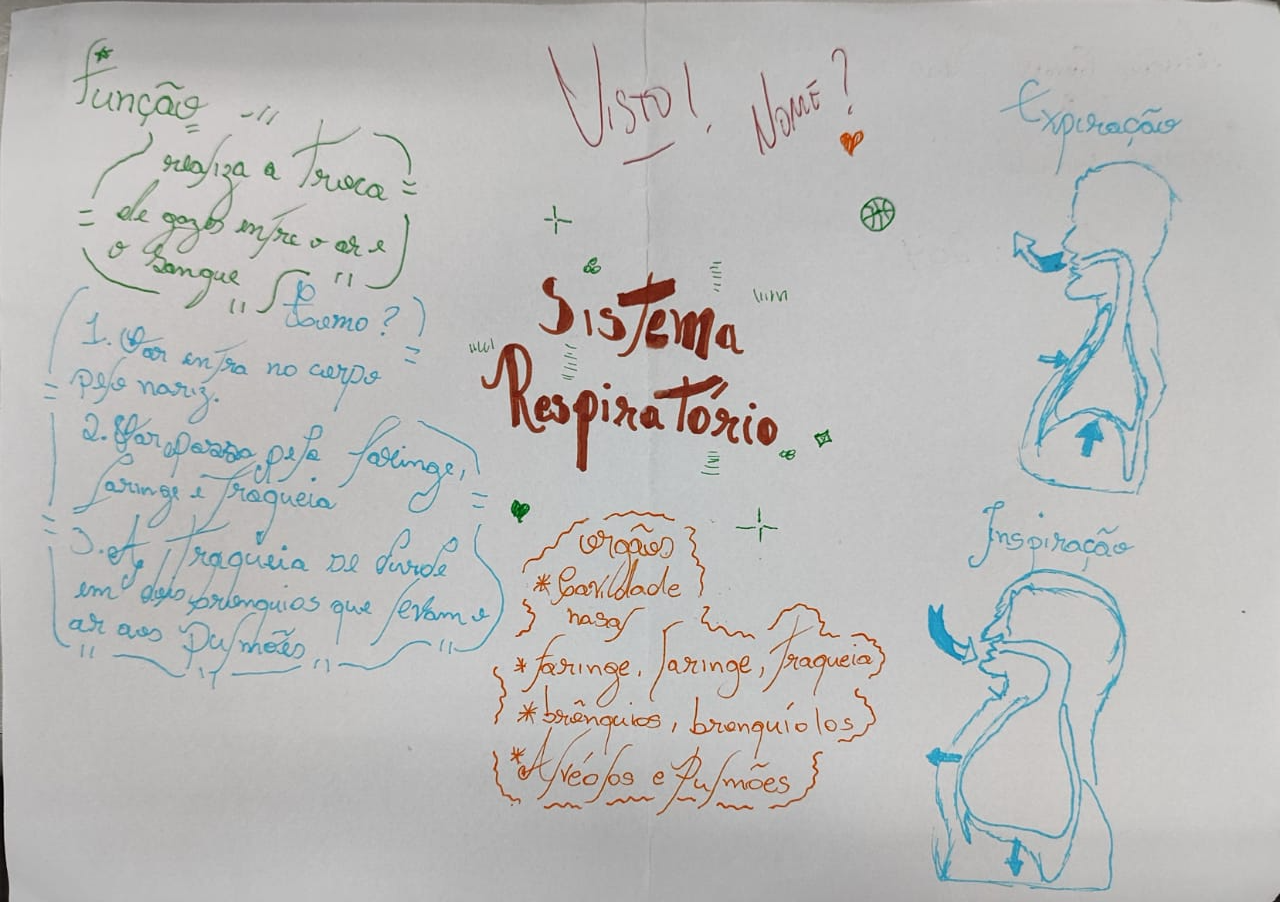 Função
realiza a Troca
de gazes entre o ar e
o sangue
Como?
1. O ar entra no corpo
pelo nariz.
2. O ar passa pela faringe,
laringe e Traqueia
3. A Traqueia se divide
em dois brônquios que levam o
ar aos Pulmões
Visto!
Nome?
Sistema
Respiratório
orgãos
* Cavidade
nasal
* faringe, laringe, Traqueia
* brônquios, bronquíolos
* Alvéolos e Pulmões
Expiração
Inspiração